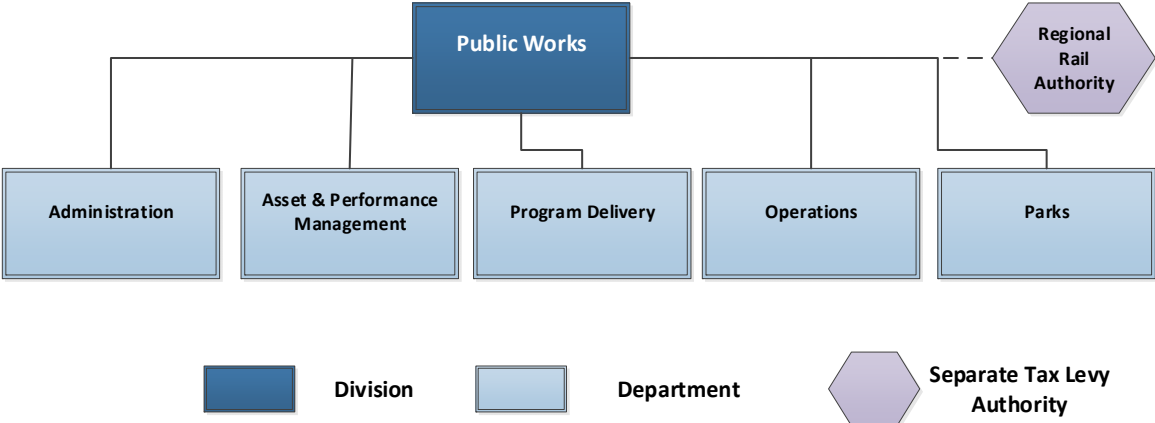 Public Works
Regional
Rail
Authority
Administration
Asset & Performance
Management
Program Delivery
Operations
Parks
Division
Department
Separate Tax Levy
Authority